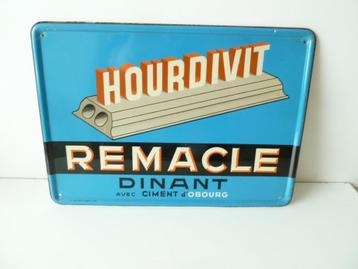 HOURDIVIT
REMACLE
DINANT
AVEC CIMENT d'OBOURG